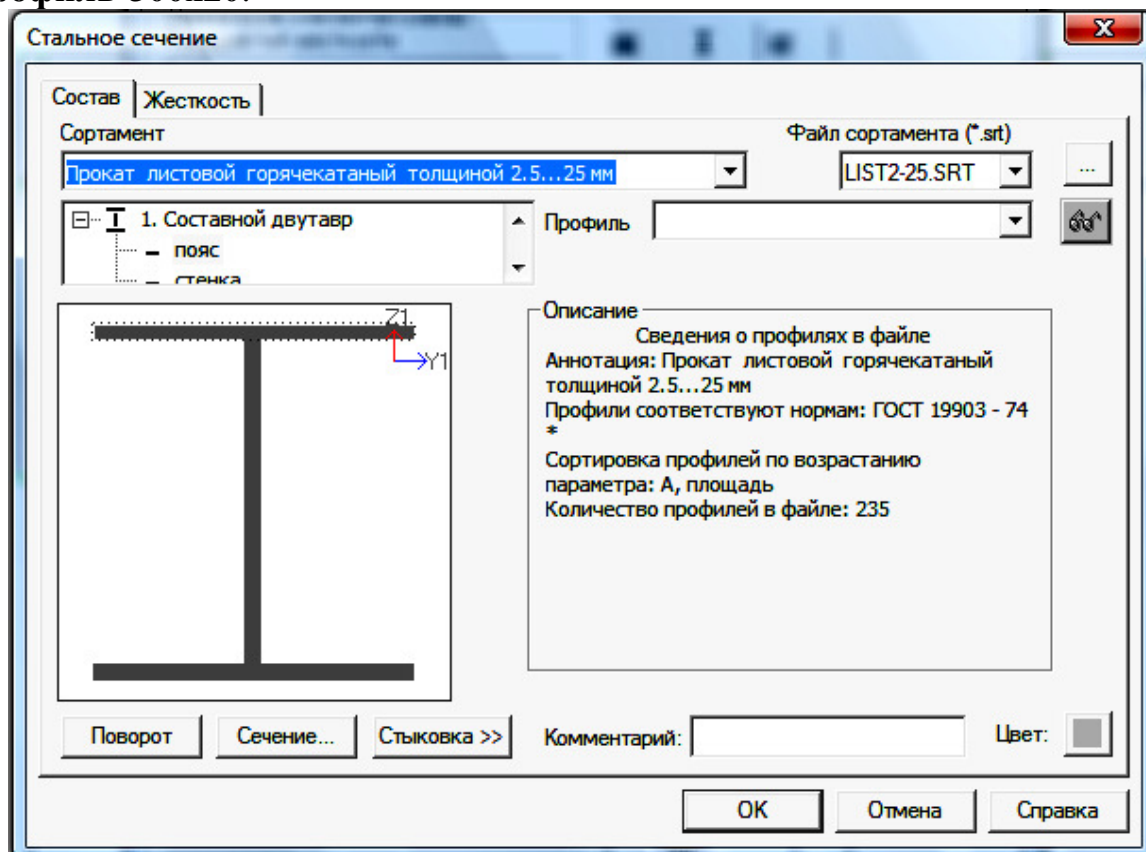 Стальное сечение
X
Состав Жесткость
Сортамент Файл сортамента (*.srt)
Прокат листовой горячекатаный толщиной 2.5...25 мм LIST2-25.SRT ...
1. Составной двутавр Профиль
пояс
стенка
Z1
Y1
Описание
Сведения о профилях в файле
Аннотация: Прокат листовой горячекатаный
толщиной 2.5...25 мм
Профили соответствуют нормам: ГОСТ 19903 - 74
*
Сортировка профилей по возрастанию
параметра: A, площадь
Количество профилей в файле: 235
Поворот Сечение... Стыковка >> Комментарий: Цвет:
OK Отмена Справка